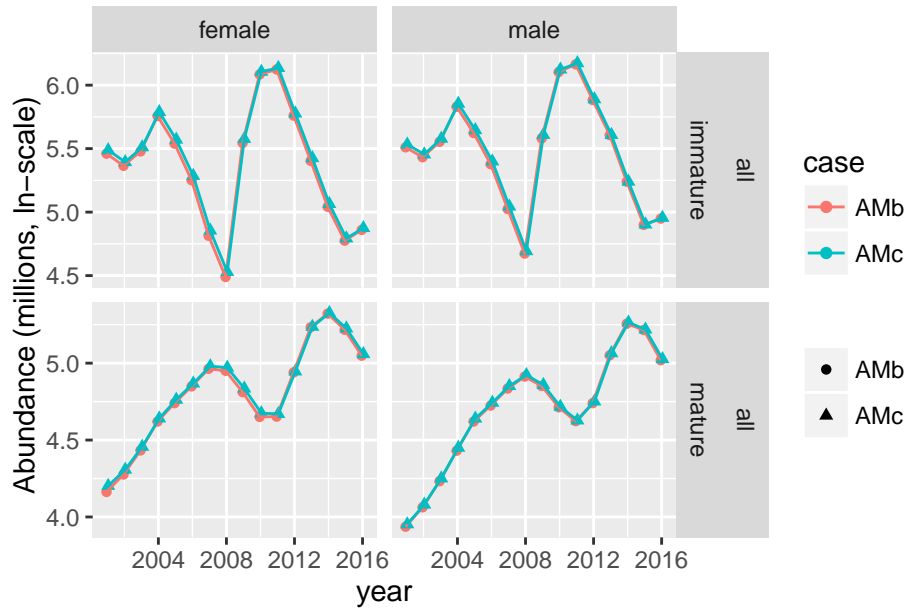 female
male
Abundance (millions, ln−scale)
6.0
5.5
5.0
4.5
immature
all
5.0
4.5
4.0
mature
all
2004
2008
2012
2016
2004
2008
2012
2016
year
case
AMb
AMc
AMb
AMc